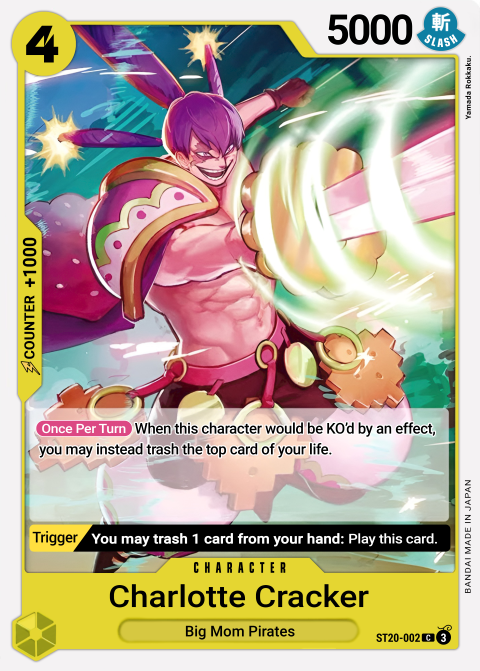 4
5000
斬
SLASH
Yamada Rokkaku.
COUNTER +1000
Once Per Turn When this character would be KO'd by an effect,
you may instead trash the top card of your life.
Trigger You may trash 1 card from your hand: Play this card.
CHARACTER
Charlotte Cracker
Big Mom Pirates
ST20-002 C 3
BANDAI MADE IN JAPAN